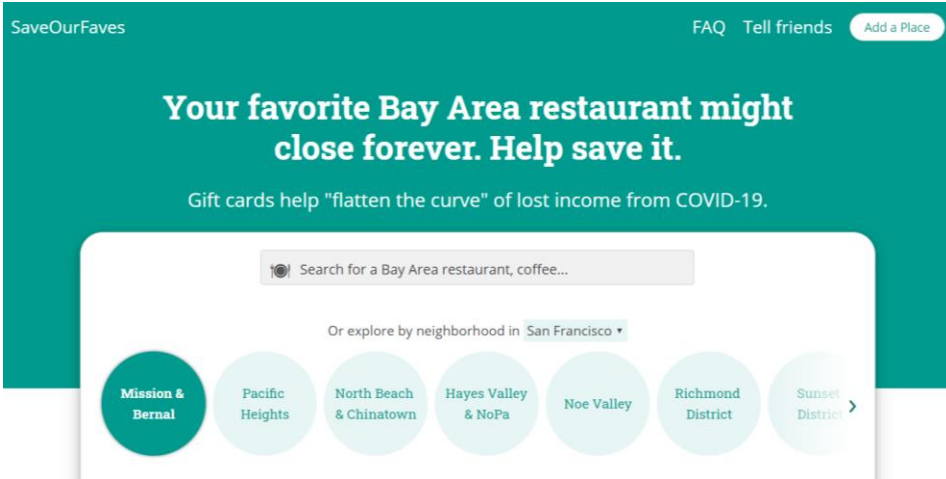 SaveOurFaves
FAQ
Tell friends
Add a Place
Your favorite Bay Area restaurant might
close forever. Help save it.
Gift cards help "flatten the curve" of lost income from COVID-19.
Search for a Bay Area restaurant, coffee...
Or explore by neighborhood in San Francisco
Mission &
Bernal
Pacific
Heights
North Beach
& Chinatown
Hayes Valley
& NoPa
Noe Valley
Richmond
District
Sunset
District